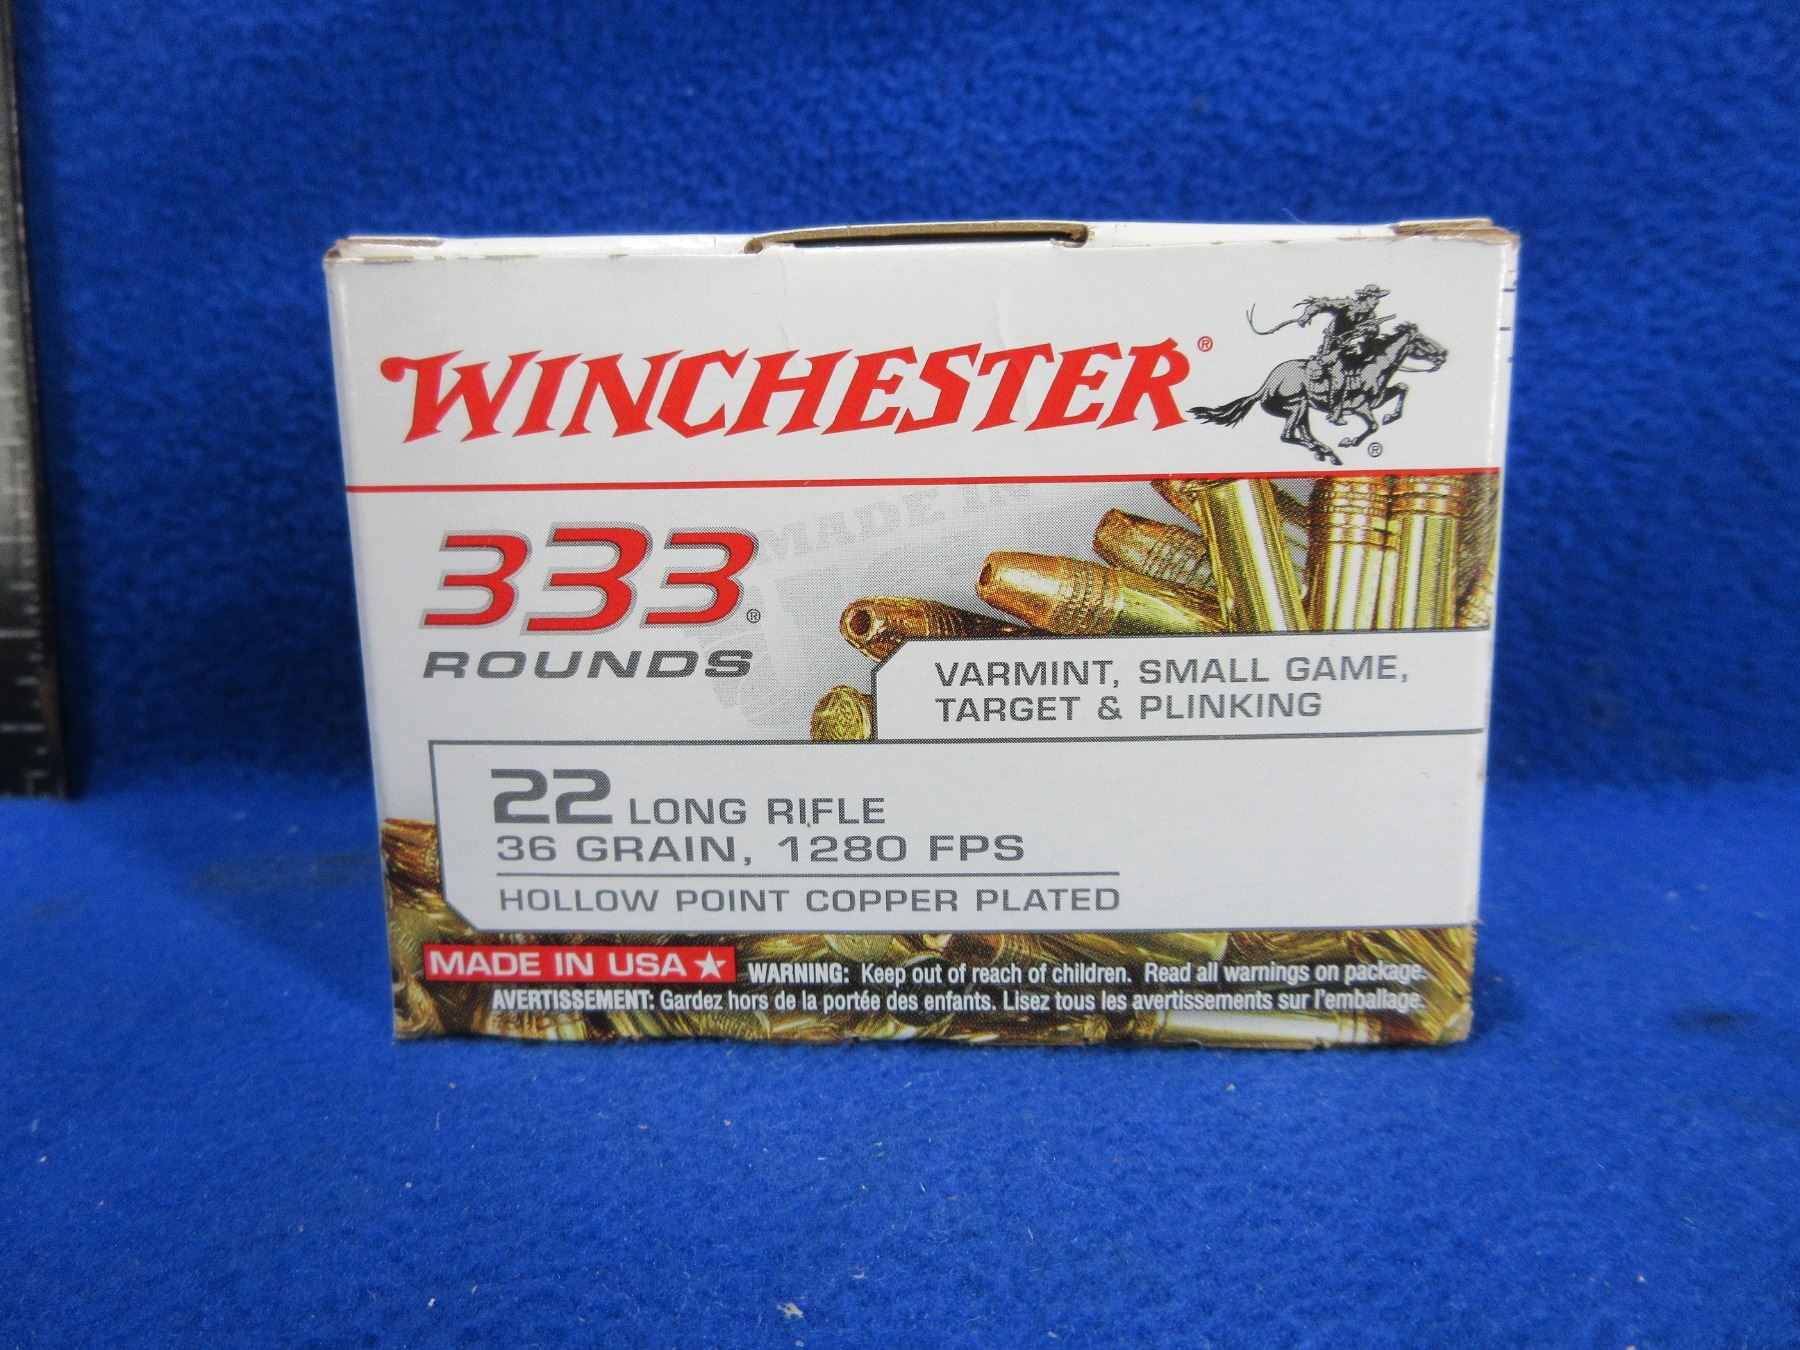 WINCHESTER®
®
MADE IN
333®
ROUNDS
VARMINT, SMALL GAME,
TARGET & PLINKING
22 LONG RIFLE
36 GRAIN, 1280 FPS
HOLLOW POINT COPPER PLATED
MADE IN USA
WARNING: Keep out of reach of children. Read all warnings on package.
AVERTISSEMENT: Gardez hors de la portée des enfants. Lisez tous les avertissements sur l'emballage.